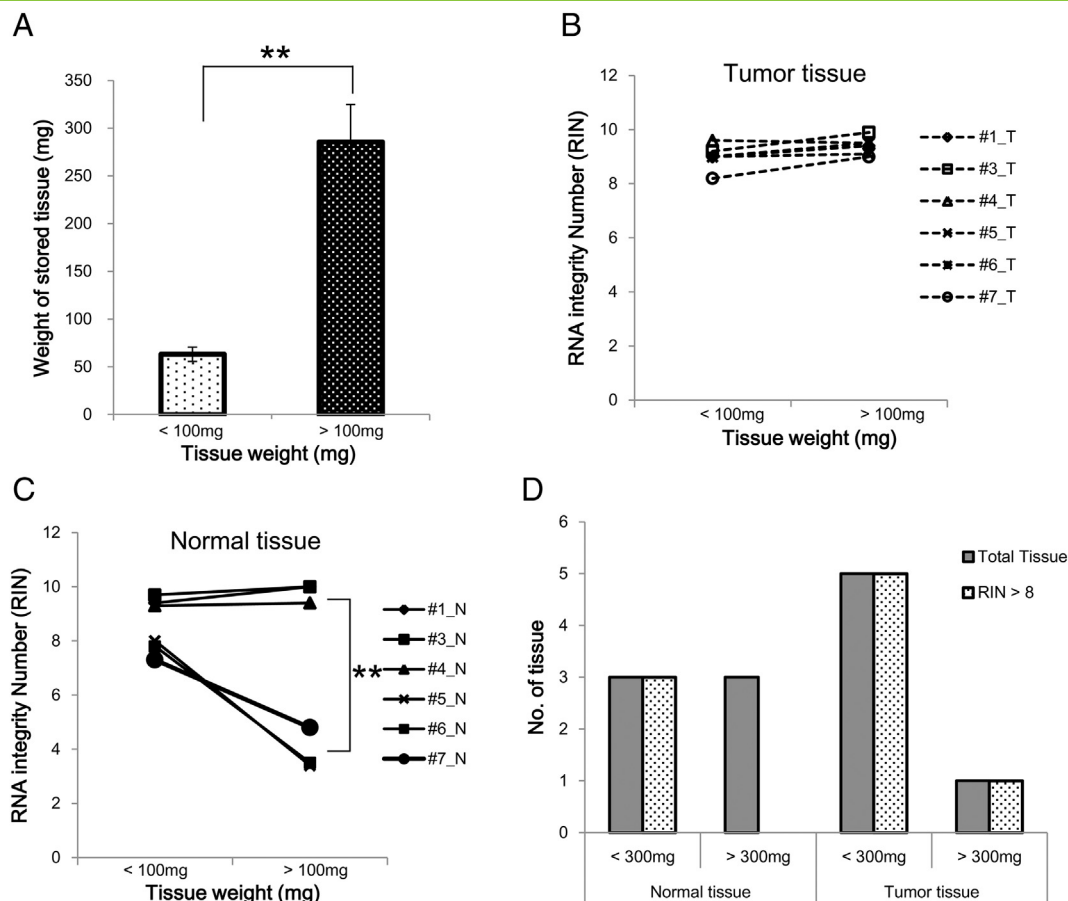 A
**
350
300
250
200
150
100
50
0
Weight of stored tissue (mg)
< 100mg
> 100mg
Tissue weight (mg)
B
Tumor tissue
12
10
8
6
4
2
0
RNA integrity Number (RIN)
< 100mg
> 100mg
Tissue weight (mg)
#1_T
#3_T
#4_T
#5_T
#6_T
#7_T
C
Normal tissue
12
10
8
6
4
2
0
RNA integrity Number (RIN)
< 100mg
> 100mg
Tissue weight (mg)
**
#1_N
#3_N
#4_N
#5_N
#6_N
#7_N
D
6
5
4
3
2
1
0
No. of tissue
Total Tissue
RIN > 8
< 300mg
> 300mg
< 300mg
> 300mg
Normal tissue
Tumor tissue